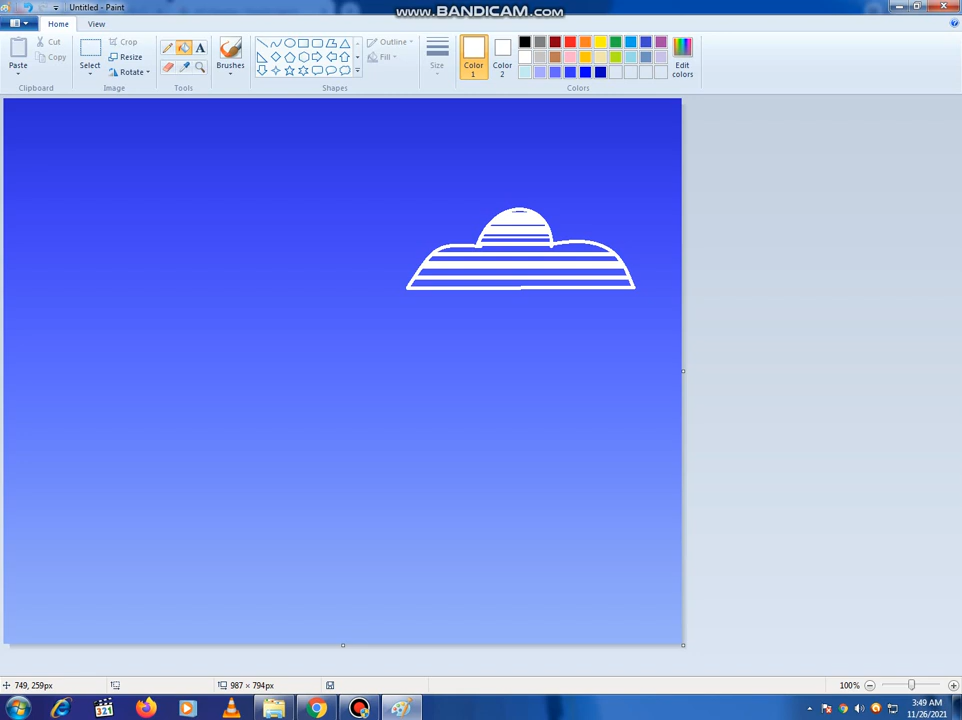 Untitled - Paint
www.BANDICAM.com
Home
View
Cut
Copy
Paste
Clipboard
Crop
Resize
Rotate
Select
Image
A
Tools
Brushes
Outline
Fill
Shapes
Size
Color 1
Color 2
Colors
Edit colors
749, 259px
987 × 794px
100%
321
3:49 AM
11/26/2021